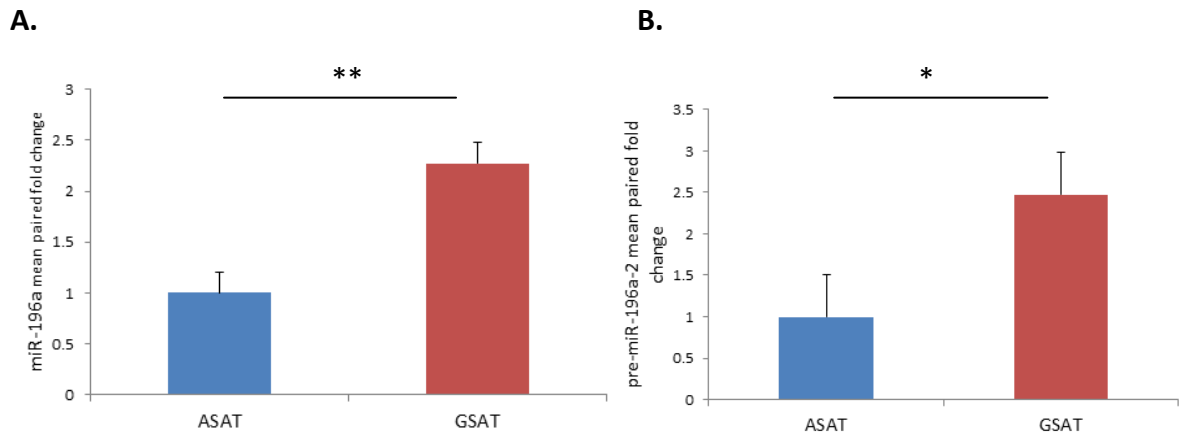 A.
**
miR-196a mean paired fold change
3
2.5
2
1.5
1
0.5
0
ASAT
GSAT
B.
*
pre-miR-196a-2 mean paired fold
change
3.5
3
2.5
2
1.5
1
0.5
0
ASAT
GSAT